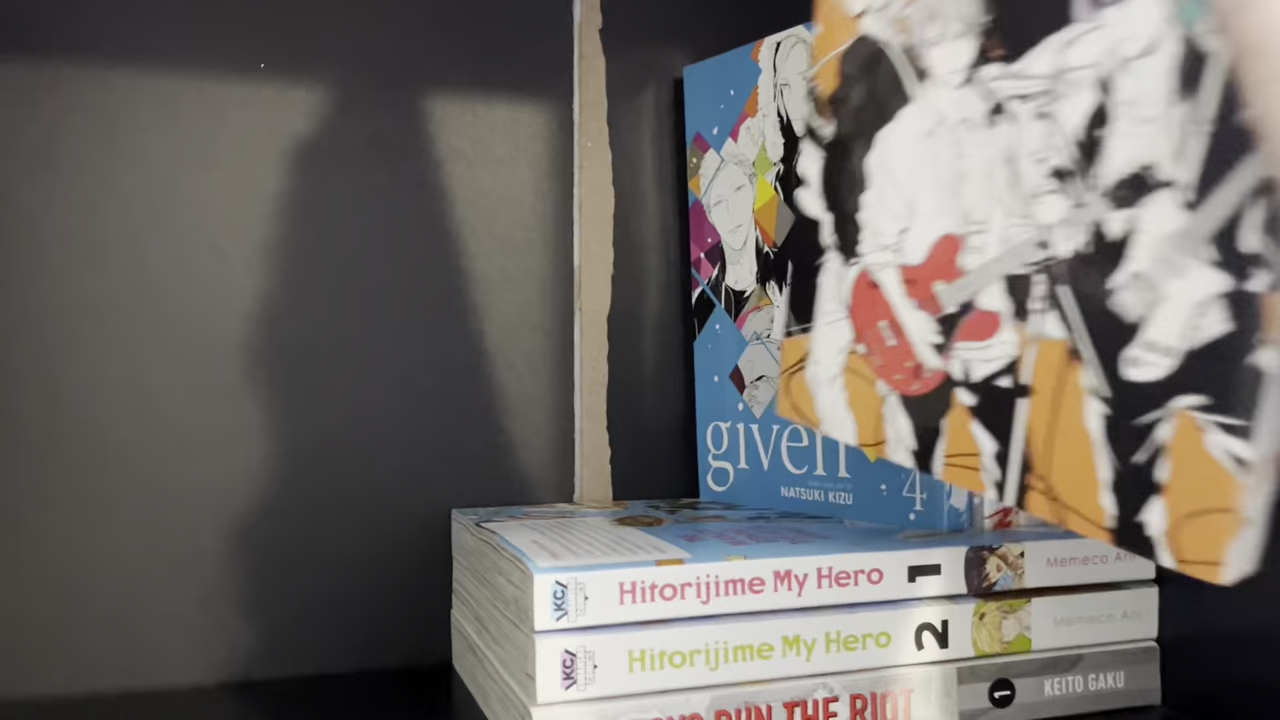 given
NATSUKI KIZU
4
KC/
Hitorijime My Hero
1
Memeco Arii
KC/
Hitorijime My Hero
2
Memeco Arii
RUN THE RIOT
1
KEITO GAKU